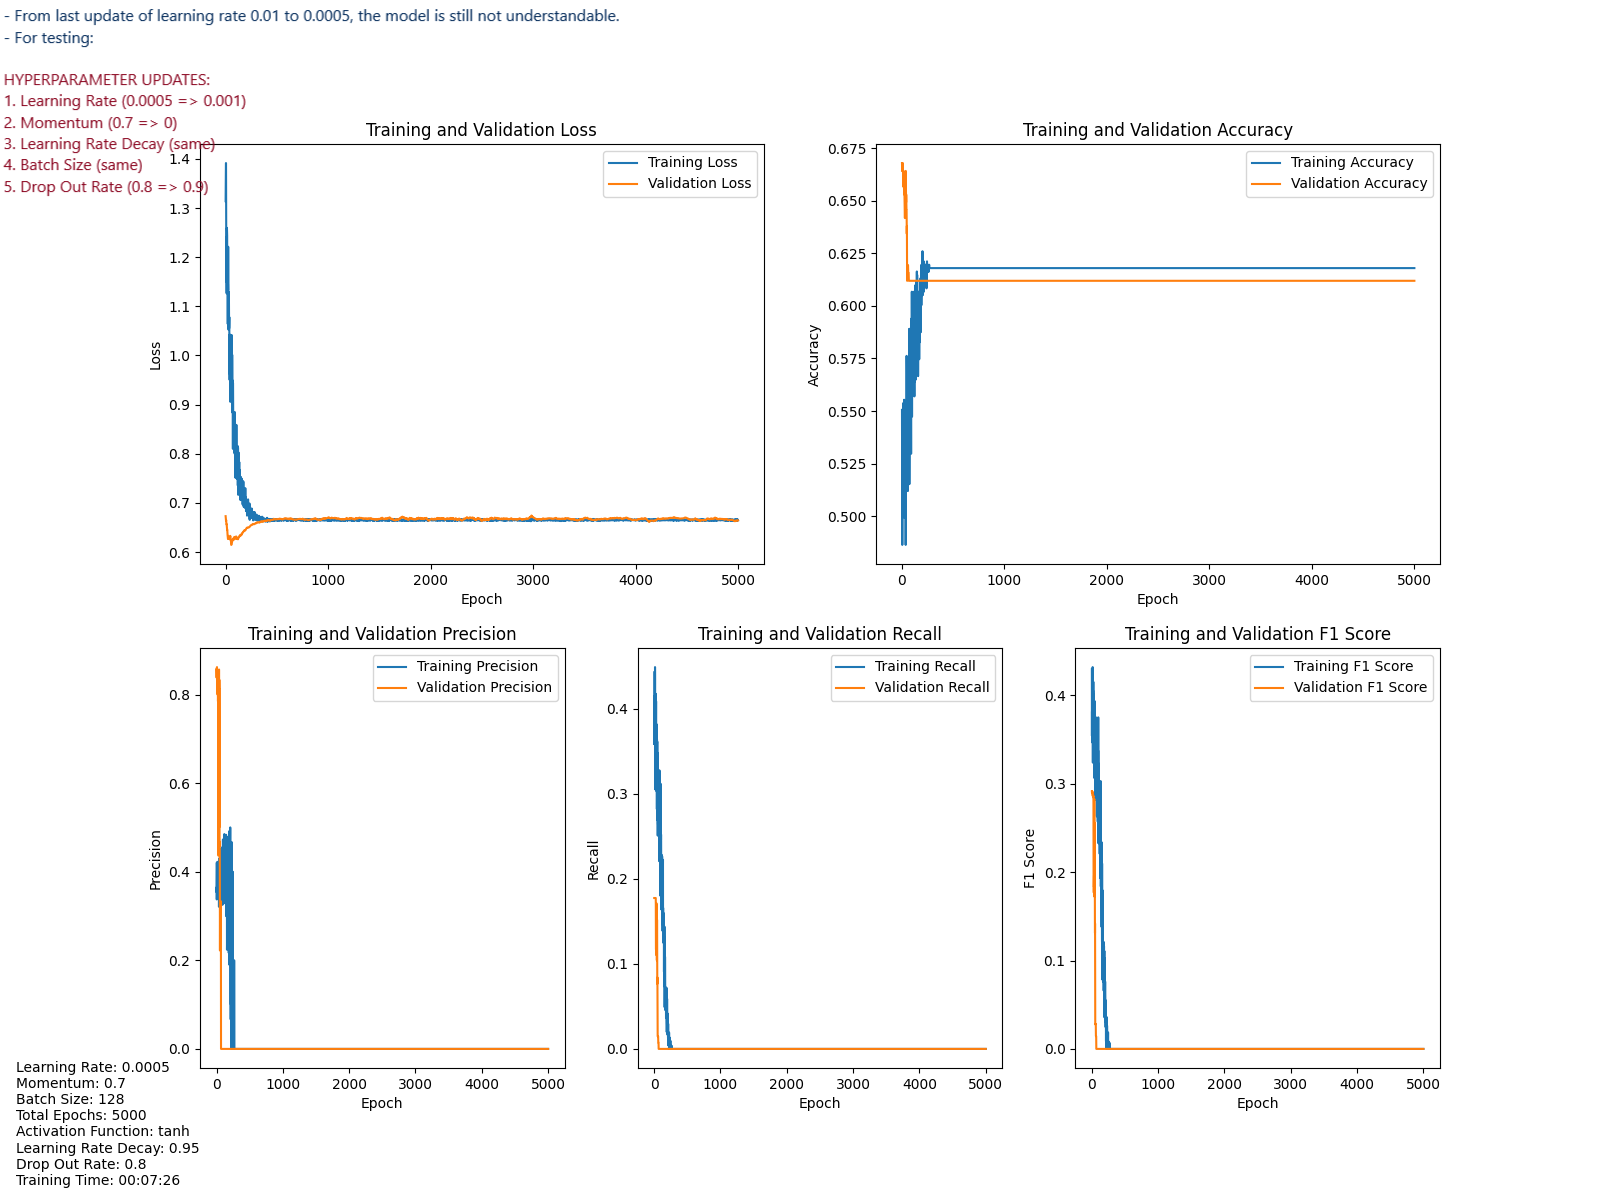 - From last update of learning rate 0.01 to 0.0005, the model is still not understandable.
- For testing:
HYPERPARAMETER UPDATES:
1. Learning Rate (0.0005 => 0.001)
2. Momentum (0.7 => 0)
3. Learning Rate Decay (same)
4. Batch Size (same)
5. Drop Out Rate (0.8 => 0.9)
Training and Validation Loss
Training Loss
Validation Loss
1.4
1.3
1.2
1.1
1.0
0.9
0.8
0.7
0.6
Loss
0 1000 2000 3000 4000 5000
Epoch
Training and Validation Accuracy
Training Accuracy
Validation Accuracy
0.675
0.650
0.625
0.600
0.575
0.550
0.525
0.500
Accuracy
0 1000 2000 3000 4000 5000
Epoch
Training and Validation Precision
Training Precision
Validation Precision
0.8
0.6
0.4
0.2
0.0
Precision
0 1000 2000 3000 4000 5000
Epoch
Training and Validation Recall
Training Recall
Validation Recall
0.4
0.3
0.2
0.1
0.0
Recall
0 1000 2000 3000 4000 5000
Epoch
Training and Validation F1 Score
Training F1 Score
Validation F1 Score
0.4
0.3
0.2
0.1
0.0
F1 Score
0 1000 2000 3000 4000 5000
Epoch
Learning Rate: 0.0005
Momentum: 0.7
Batch Size: 128
Total Epochs: 5000
Activation Function: tanh
Learning Rate Decay: 0.95
Drop Out Rate: 0.8
Training Time: 00:07:26